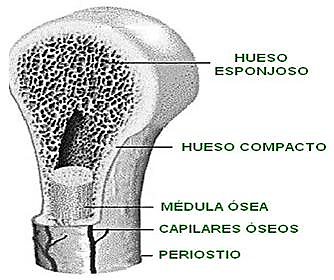 HUESO
ESPONJOSO
HUESO COMPACTO
MÉDULA ÓSEA
CAPILARES ÓSEOS
PERIOSTIO